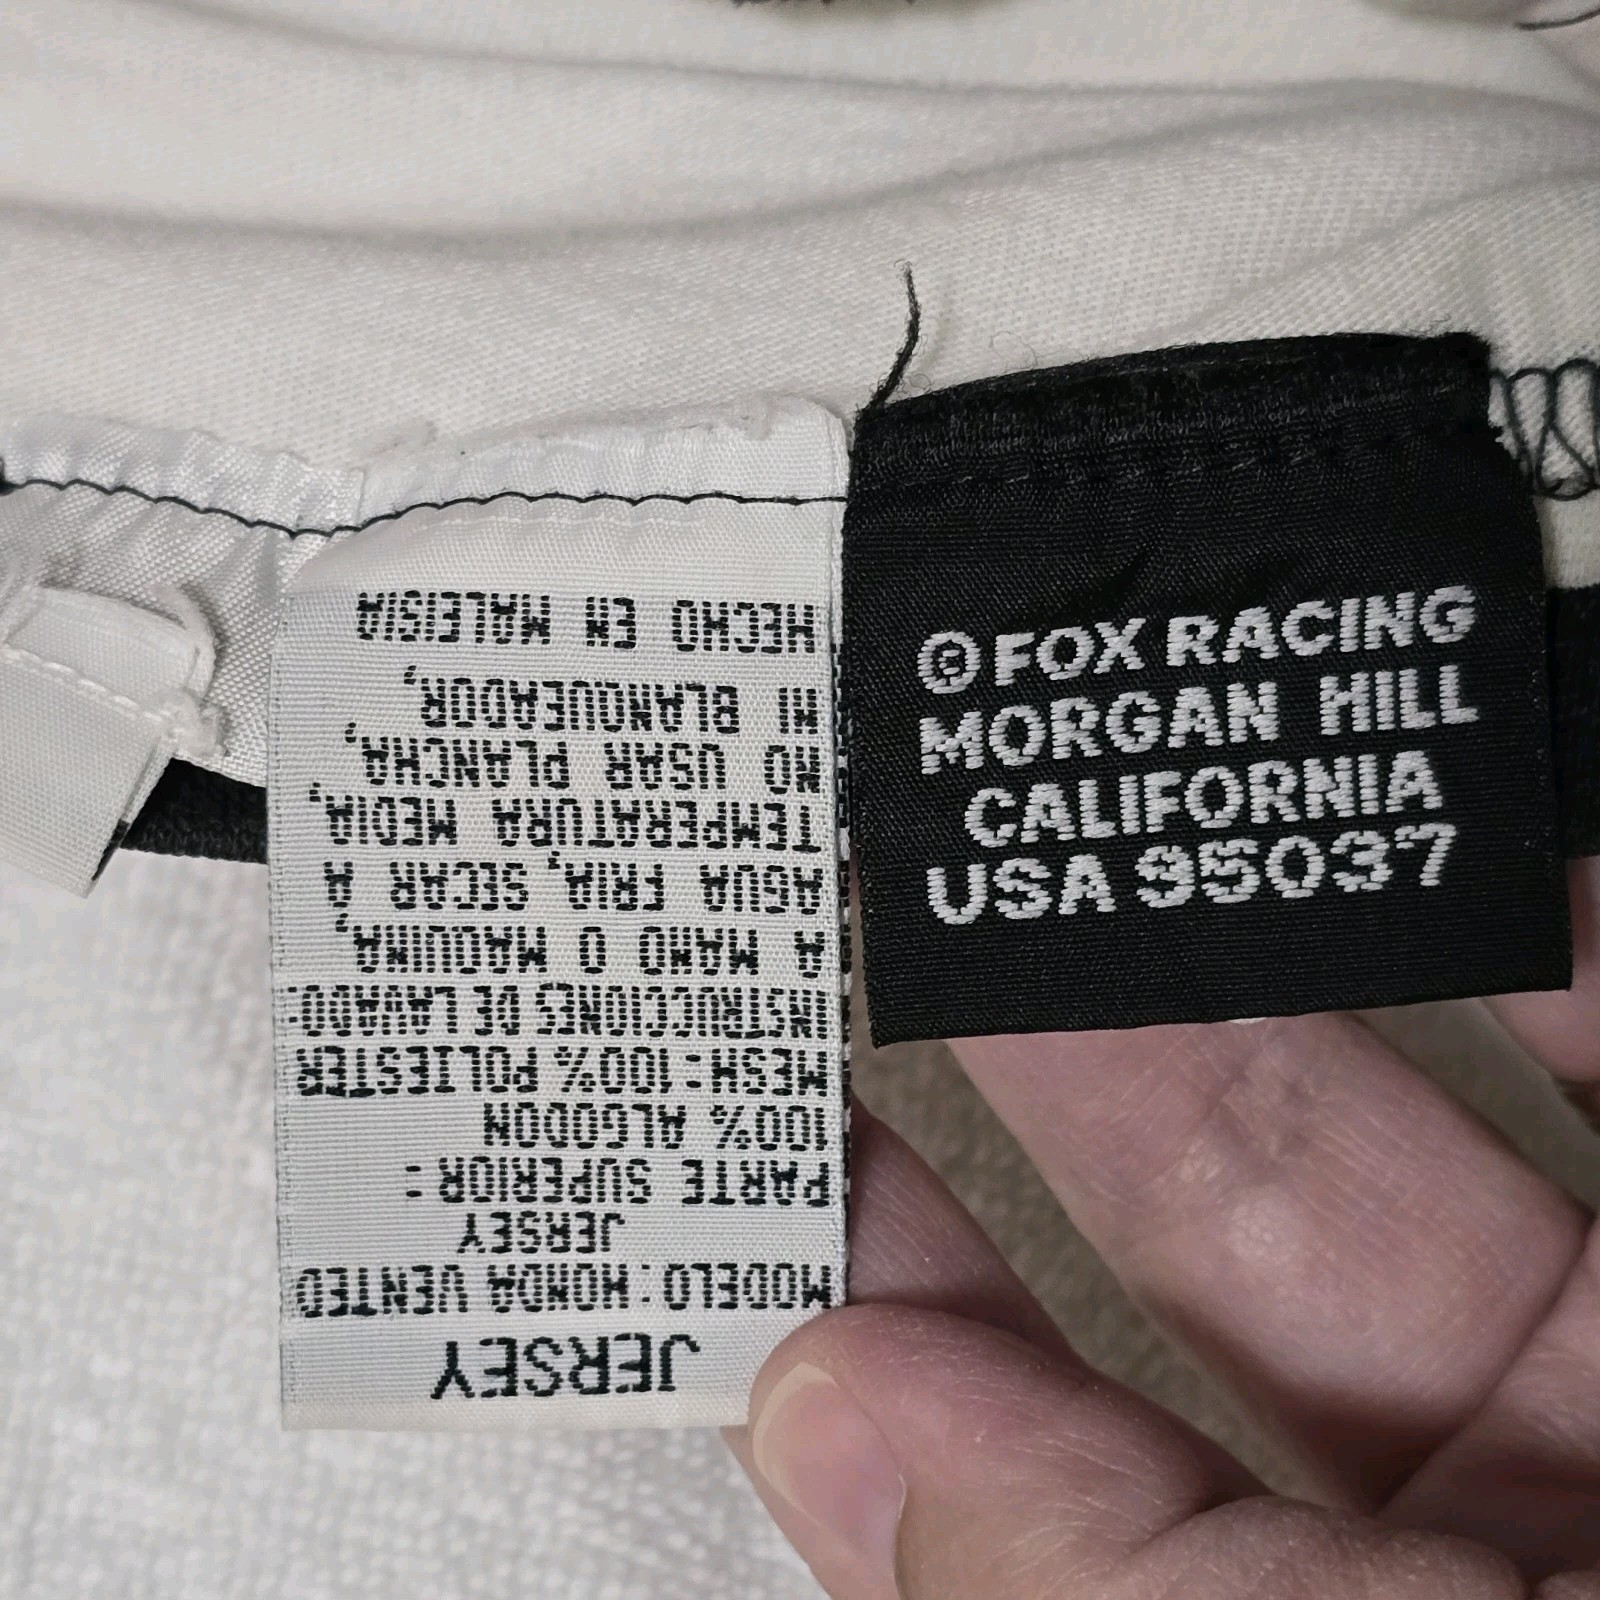 JERSEY
MODELO: HONDA VENTED
JERSEY
PARTE SUPERIOR:
100% ALGODON
MESH: 100% POLIESTER
INSTRUCCIONES DE LAVADO:
A MANO O MAQUINA,
AGUA FRIA, SECAR A
TEMPERATURA MEDIA,
NO USAR PLANCHA,
NI BLANQUEADOR,
HECHO EN MALEISIA
© FOX RACING
MORGAN HILL
CALIFORNIA
USA 95037